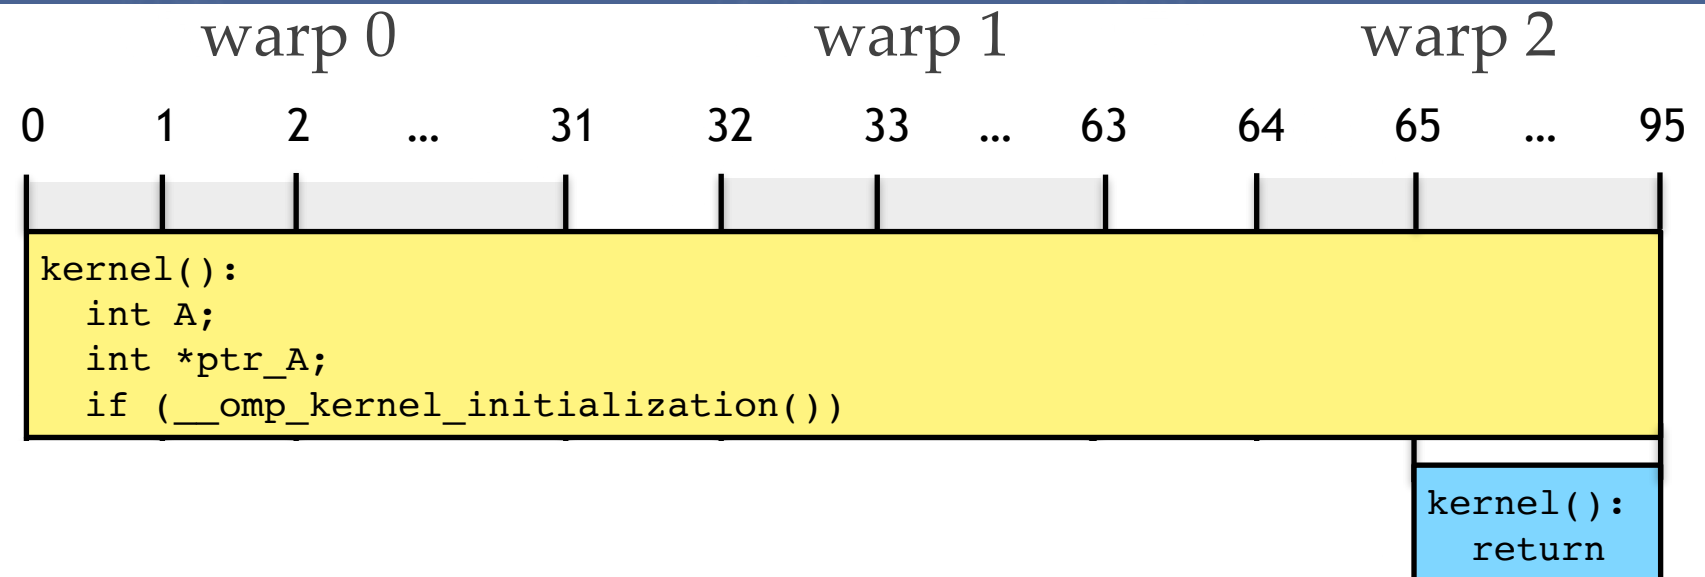 warp 0 warp 1 warp 2
0 1 2 … 31 32 33 … 63 64 65 … 95
kernel():
int A;
int *ptr_A;
if (__omp_kernel_initialization())
kernel():
return